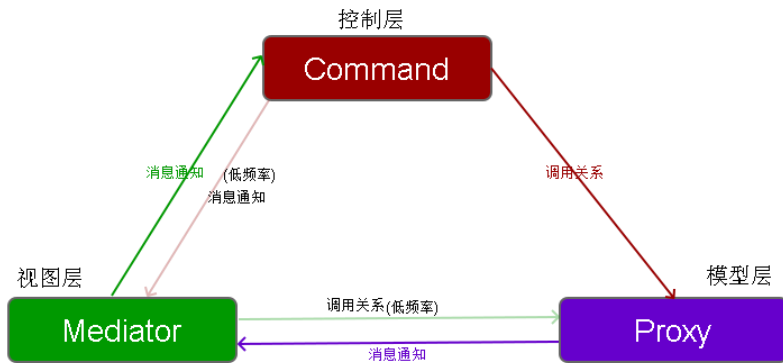 控制层
Command
消息通知
(低频率)
消息通知
调用关系
视图层
模型层
Mediator
调用关系(低频率)
Proxy
消息通知